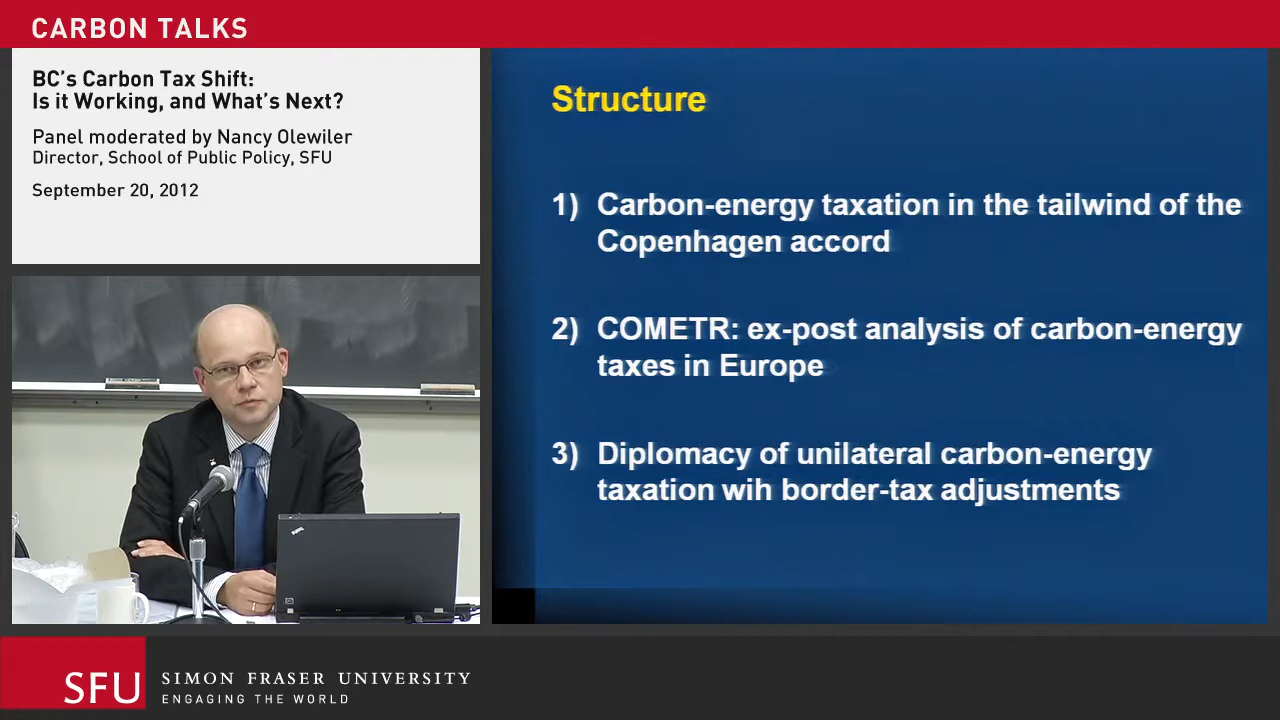 CARBON TALKS
BC's Carbon Tax Shift:
Is it Working, and What's Next?
Panel moderated by Nancy Olewiler
Director, School of Public Policy, SFU
September 20, 2012
Structure
1) Carbon-energy taxation in the tailwind of the
Copenhagen accord
2) COMETR: ex-post analysis of carbon-energy
taxes in Europe
3) Diplomacy of unilateral carbon-energy
taxation wih border-tax adjustments
SFU
SIMON FRASER UNIVERSITY
ENGAGING THE WORLD